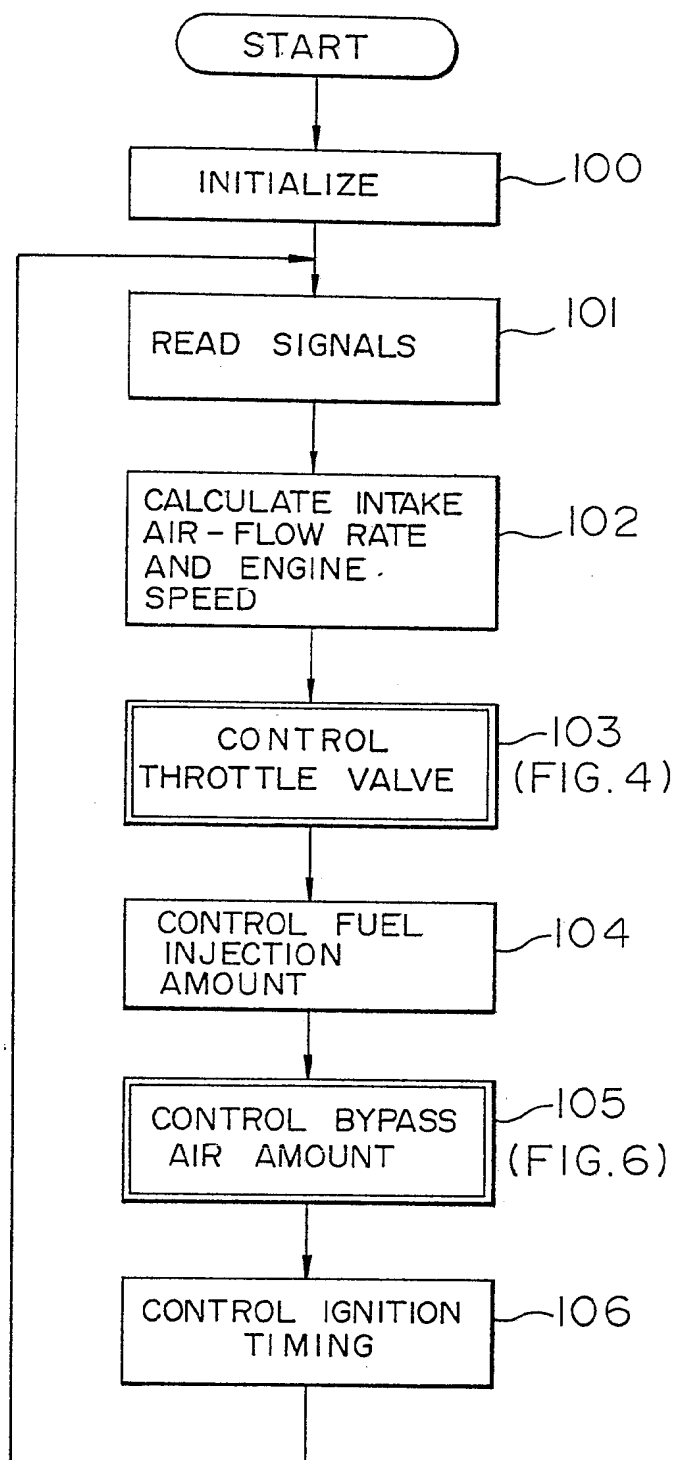 START
INITIALIZE
100
READ SIGNALS
101
CALCULATE INTAKE
AIR-FLOW RATE
AND ENGINE
SPEED
102
CONTROL
THROTTLE VALVE
103
(FIG. 4)
CONTROL FUEL
INJECTION
AMOUNT
104
CONTROL BYPASS
AIR AMOUNT
105
(FIG. 6)
CONTROL IGNITION
TIMING
106